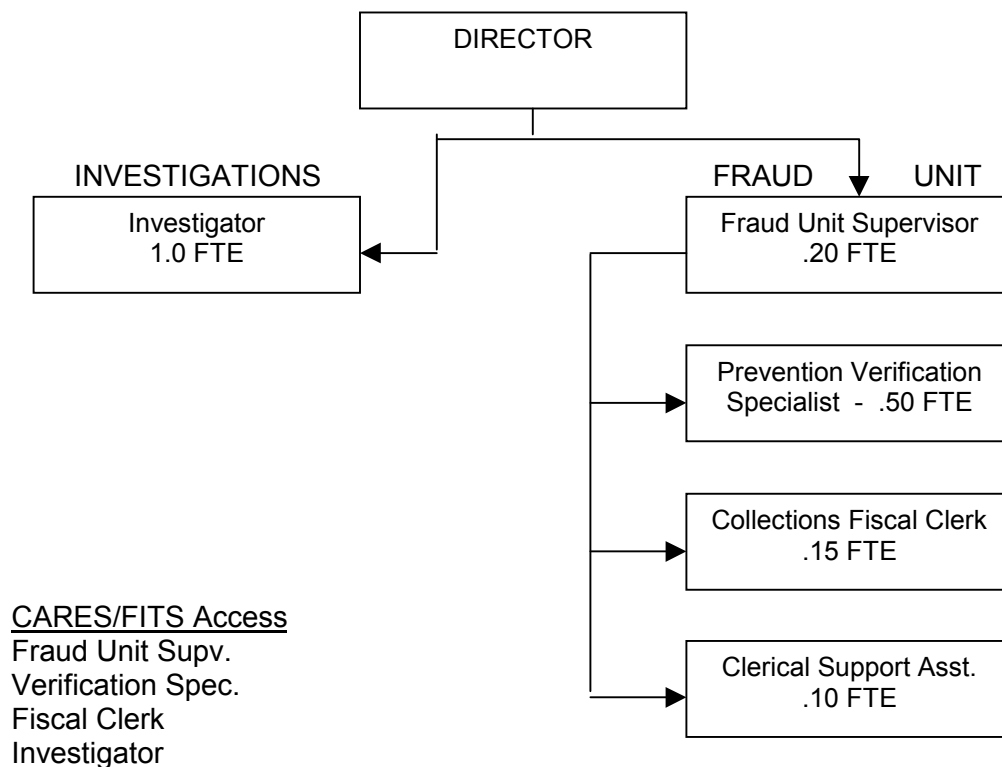 DIRECTOR
INVESTIGATIONS
Investigator
1.0 FTE
FRAUD UNIT
Fraud Unit Supervisor
.20 FTE
Prevention Verification
Specialist - .50 FTE
Collections Fiscal Clerk
.15 FTE
Clerical Support Asst.
.10 FTE
CARES/FITS Access
Fraud Unit Supv.
Verification Spec.
Fiscal Clerk
Investigator